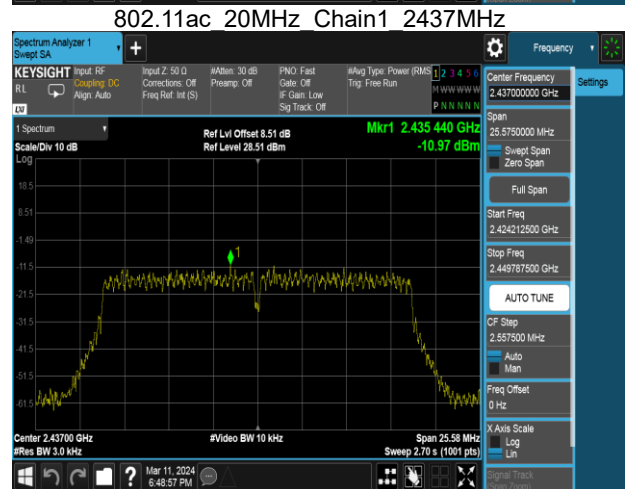 802.11ac_20MHz_Chain1_2437MHz
Spectrum Analyzer 1
Swept SA
Frequency
KEYSIGHT
RL
LXI
Input: RF
Coupling: DC
Align: Auto
Input Z: 50 Ω
Corrections: Off
Freq Ref: Int (S)
#Atten: 30 dB
Preamp: Off
PNO: Fast
Gate: Off
IF Gain: Low
Sig Track: Off
#Avg Type: Power (RMS
Trig: Free Run
1 2 3 4 5 6
M W W W W W
P N N N N N
1 Spectrum
Scale/Div 10 dB
Log
Ref Lvl Offset 8.51 dB
Ref Level 28.51 dBm
Mkr1 2.435 440 GHz
-10.97 dBm
18.5
8.51
-1.49
-11.5
-21.5
-31.5
-41.5
-51.5
-61.5
1
Center 2.43700 GHz
#Res BW 3.0 kHz
#Video BW 10 kHz
Span 25.58 MHz
Sweep 2.70 s (1001 pts)
Center Frequency
2.437000000 GHz
Settings
Span
25.5750000 MHz
Swept Span
Zero Span
Full Span
Start Freq
2.424212500 GHz
Stop Freq
2.449787500 GHz
AUTO TUNE
CF Step
2.557500 MHz
Auto
Man
Freq Offset
0 Hz
X Axis Scale
Log
Lin
Signal Track
(Span Zoom)
?
Mar 11, 2024
6:48:57 PM